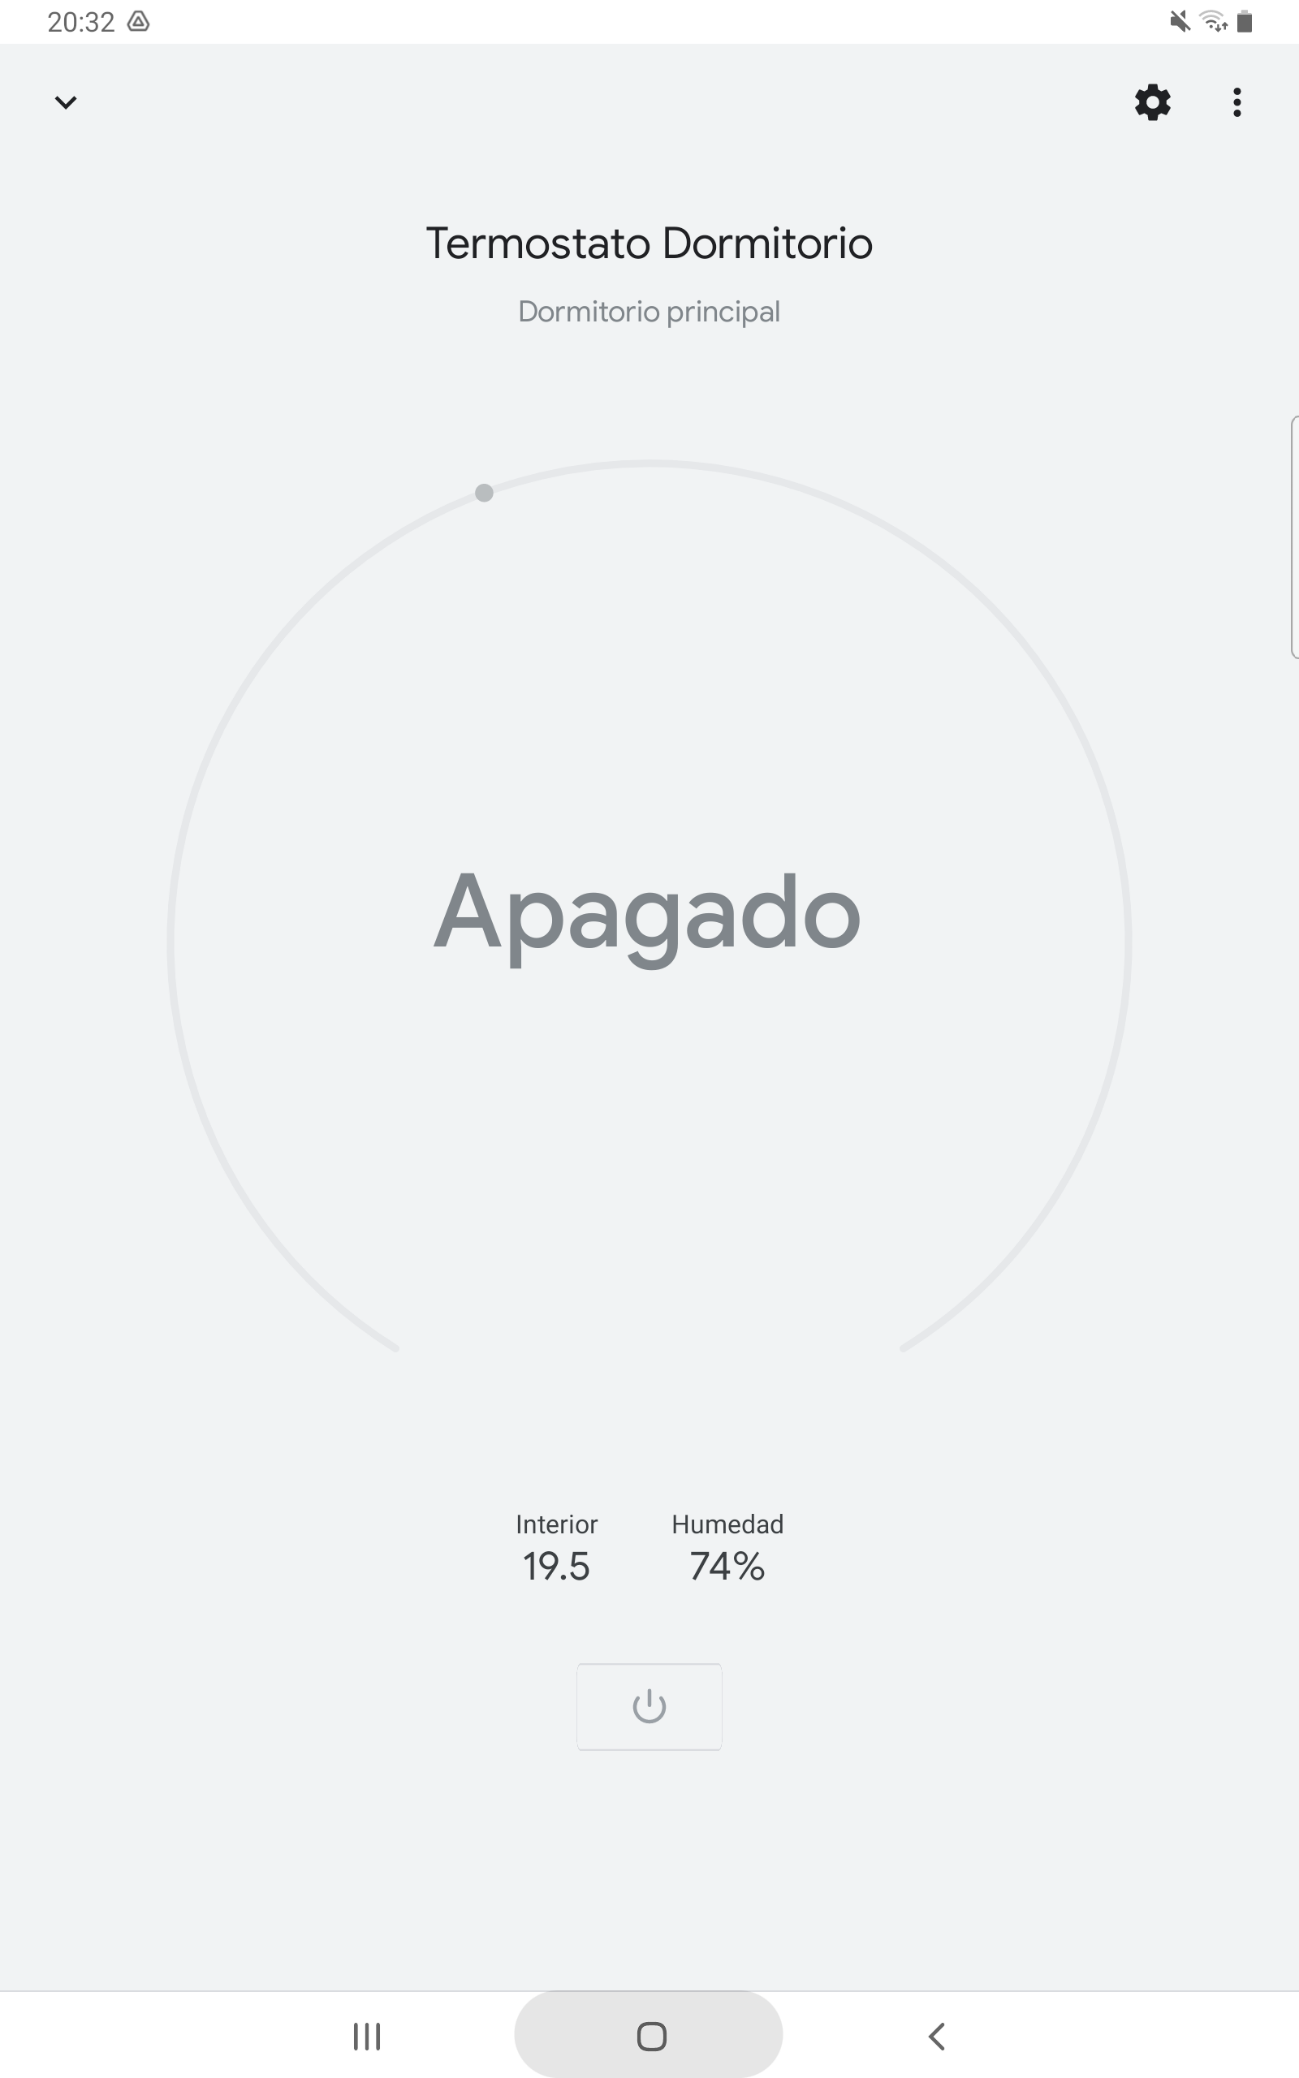 20:32
Termostato Dormitorio
Dormitorio principal
Apagado
Interior Humedad
19.5 74%